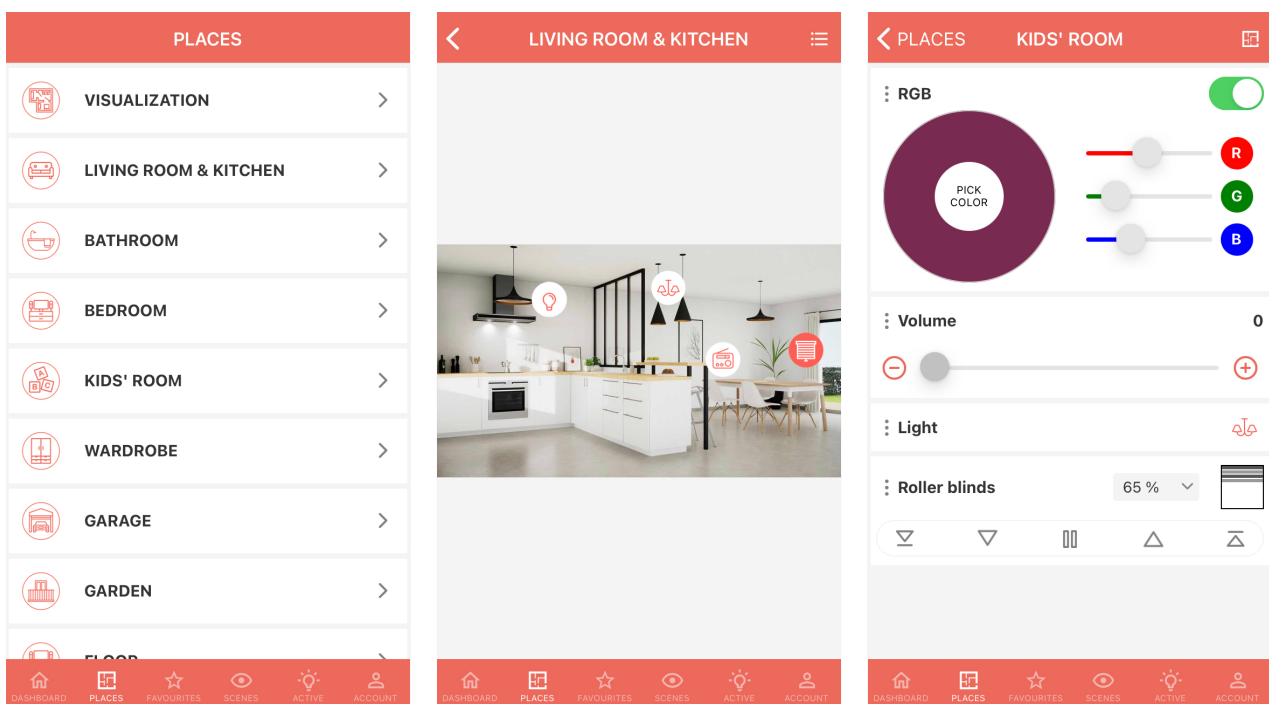 PLACES
VISUALIZATION
LIVING ROOM & KITCHEN
BATHROOM
BEDROOM
KIDS' ROOM
WARDROBE
GARAGE
GARDEN
FLOOR
DASHBOARD PLACES FAVOURITES SCENES ACTIVE ACCOUNT
LIVING ROOM & KITCHEN
DASHBOARD PLACES FAVOURITES SCENES ACTIVE ACCOUNT
PLACES KIDS' ROOM
RGB
PICK
COLOR
R
G
B
Volume 0
Light
Roller blinds 65 %
DASHBOARD PLACES FAVOURITES SCENES ACTIVE ACCOUNT